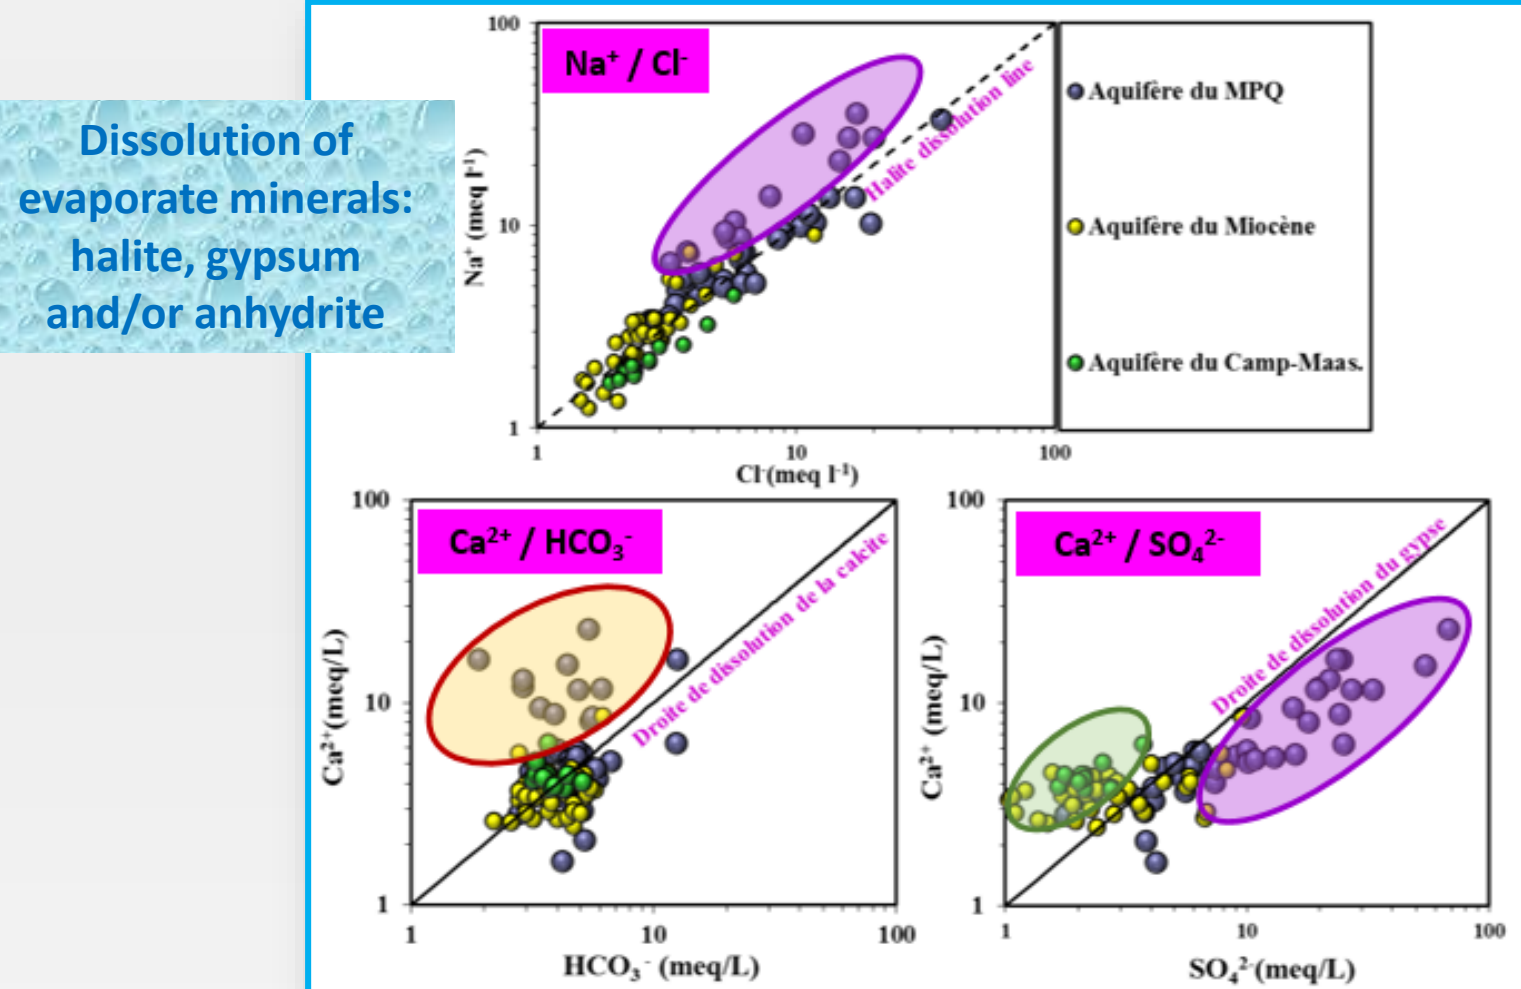 Dissolution of
evaporate minerals:
halite, gypsum
and/or anhydrite
Na⁺ / Cl⁻
100
10
1
Na⁺ (meq l⁻¹)
Halite dissolution line
1
10
100
Cl⁻(meq l⁻¹)
Aquifère du MPQ
Aquifère du Miocène
Aquifère du Camp-Maas.
Ca²⁺ / HCO₃⁻
100
10
1
Ca²⁺(meq/L)
Droite de dissolution de la calcite
1
10
100
HCO₃⁻ (meq/L)
Ca²⁺ / SO₄²⁻
100
10
1
Ca²⁺ (meq/L)
Droite de dissolution du gypse
1
10
100
SO₄²⁻(meq/L)